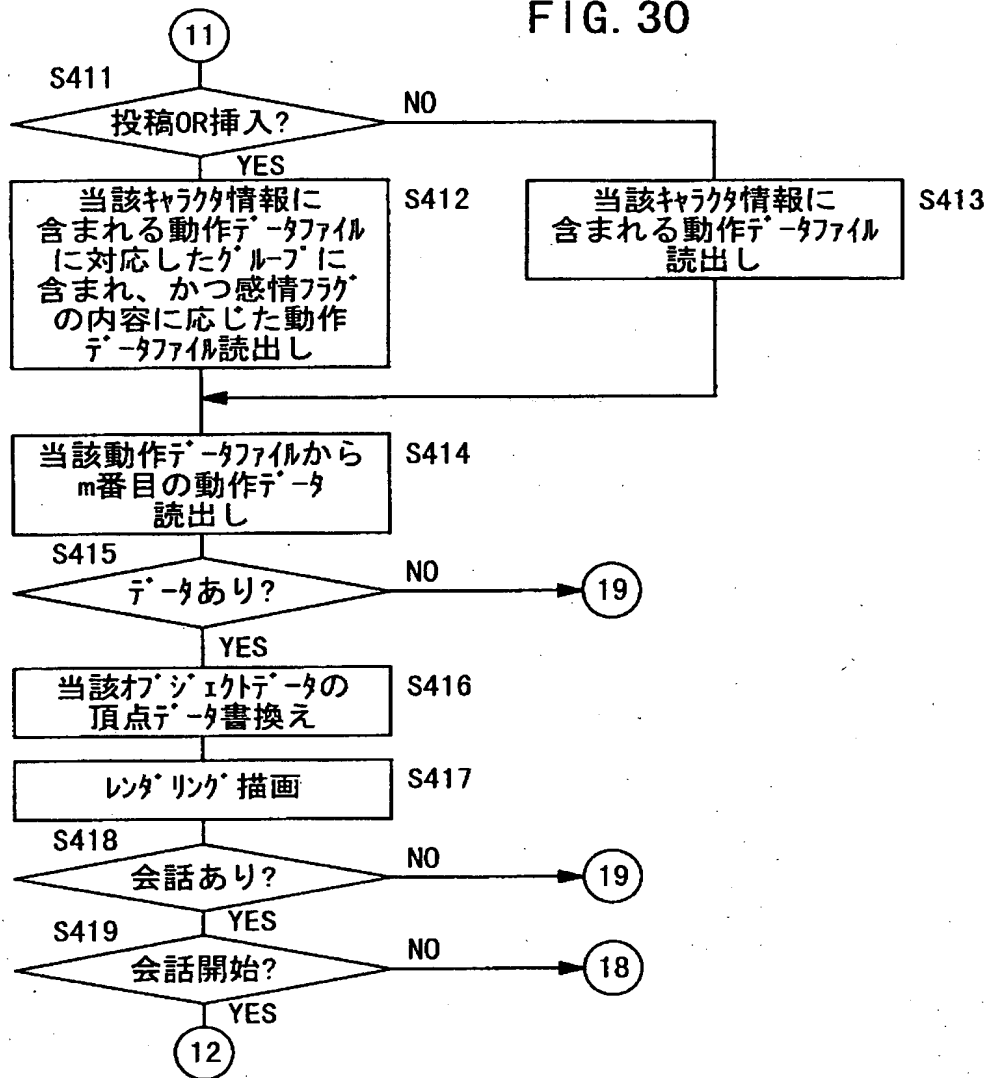 FIG. 30
11
S411
投稿OR挿入?
NO
YES
当該ｷｬﾗｸﾀ情報に
含まれる動作ﾃﾞｰﾀﾌｧｲﾙ
に対応したｸﾞﾙｰﾌﾟに
含まれ、かつ感情ﾌﾗｸﾞ
の内容に応じた動作
ﾃﾞｰﾀﾌｧｲﾙ読出し
S412
当該ｷｬﾗｸﾀ情報に
含まれる動作ﾃﾞｰﾀﾌｧｲﾙ
読出し
S413
当該動作ﾃﾞｰﾀﾌｧｲﾙから
m番目の動作ﾃﾞｰﾀ
読出し
S414
S415
ﾃﾞｰﾀあり?
NO
19
YES
当該ｵﾌﾞｼﾞｪｸﾄﾃﾞｰﾀの
頂点ﾃﾞｰﾀ書換え
S416
ﾚﾝﾀﾞﾘﾝｸﾞ描画
S417
S418
会話あり?
NO
19
YES
S419
会話開始?
NO
18
YES
12